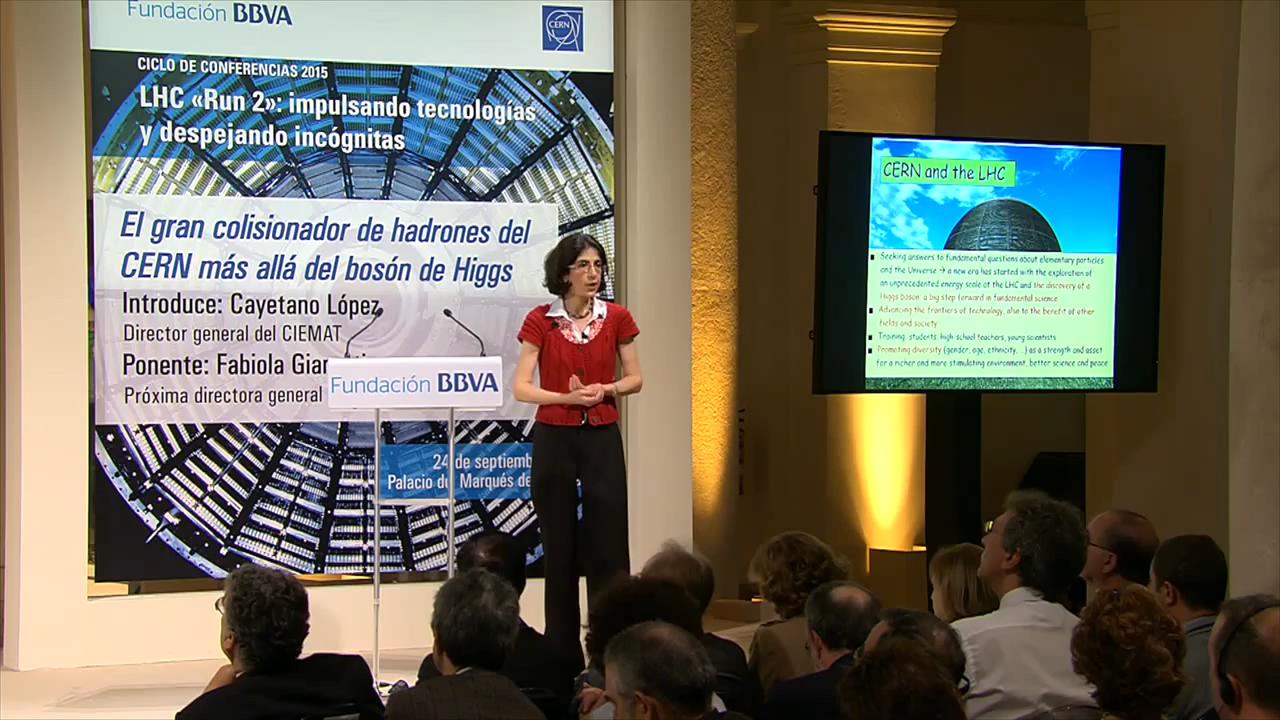 Fundación BBVA
CERN
CICLO DE CONFERENCIAS 2015
LHC «Run 2»: impulsando tecnologías
y despejando incógnitas
El gran colisionador de hadrones del
CERN más allá del bosón de Higgs
Introduce: Cayetano López
Director general del CIEMAT
Ponente: Fabiola
Próxima directora general
24 de
Palacio Marqués de
Fundación BBVA
CERN and the LHC
Seeking answers to fundamental questions about elementary particles
and the Universe → a new era has started with the exploration of
an unprecedented energy scale at the LHC and the discovery of a
Higgs boson: a big step forward in fundamental science
Advancing the frontiers of technology, also to the benefit of other
fields and society
Training: students, high school teachers, young scientists
Promoting diversity (gender, age, ethnicity, ...) as a strength and asset
for a richer and more stimulating environment, better science and peace